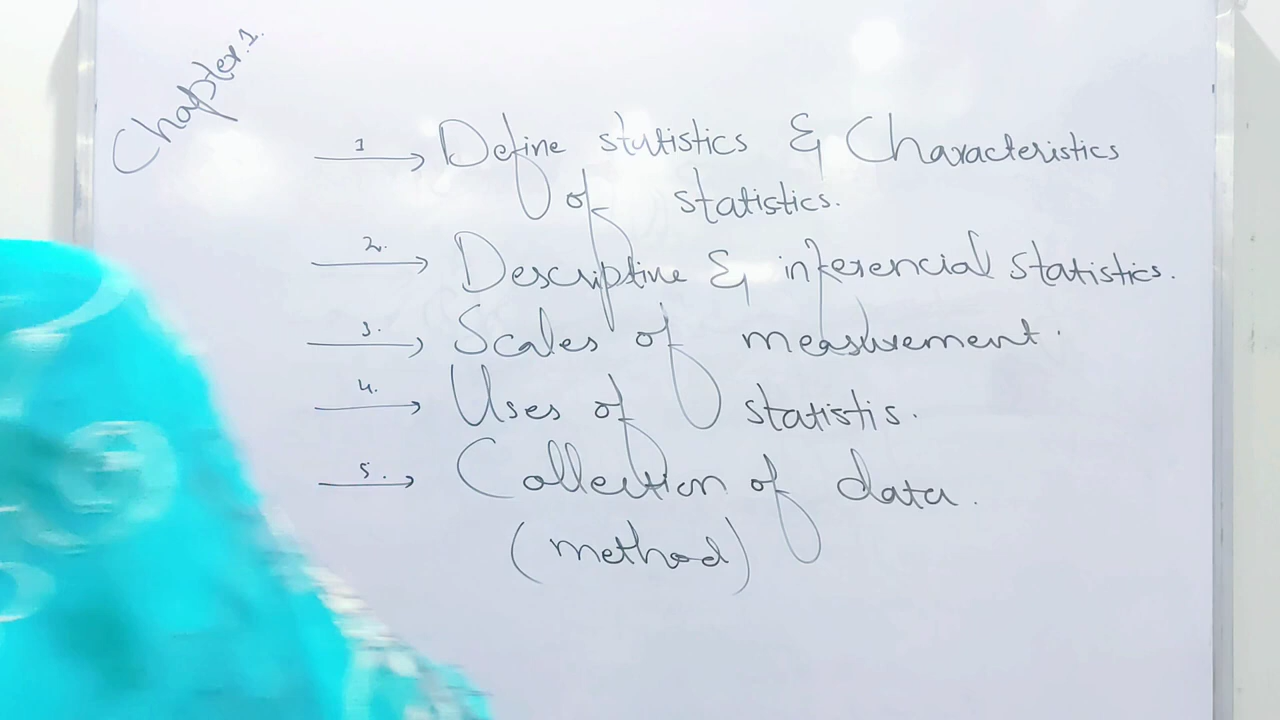 Chapter.1.
1 Define statistics & Characteristics
of statistics.
2. Descriptive & inferencial statistics.
3. Scales of measurement.
4. Uses of statistis.
5. Collection of data.
(method)